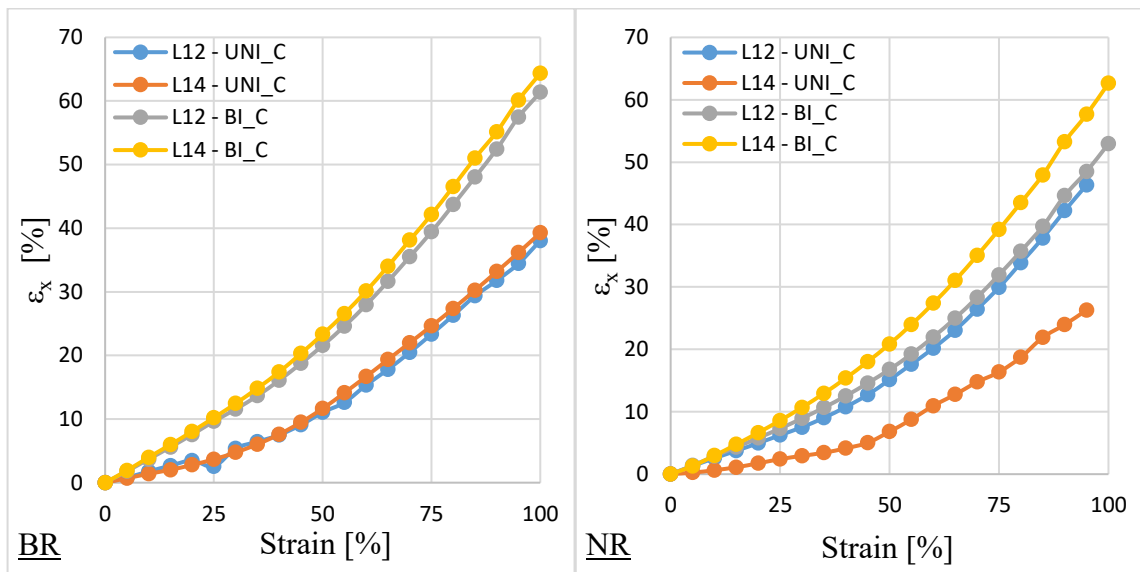 70
60
50
40
30
20
10
0
εx [%]
L12 - UNI_C
L14 - UNI_C
L12 - BI_C
L14 - BI_C
0 25 50 75 100
Strain [%]
BR
70
60
50
40
30
20
10
0
εx [%]
L12 - UNI_C
L14 - UNI_C
L12 - BI_C
L14 - BI_C
0 25 50 75 100
Strain [%]
NR